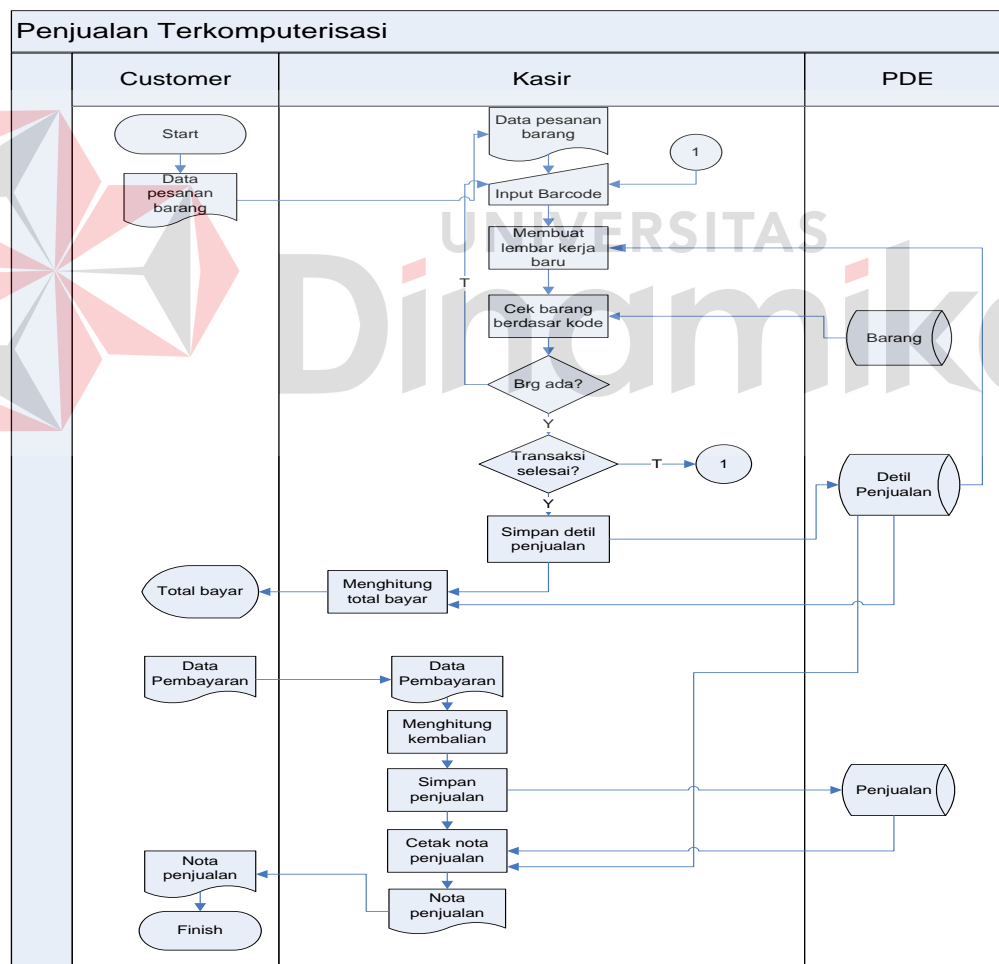 Penjualan Terkomputerisasi
Customer
Kasir
PDE
Start
Data pesanan
barang
1
Data
pesanan
barang
Input Barcode
UNIVERSITAS
Dinamika
Membuat
lembar kerja
baru
T
Cek barang
berdasar kode
Barang
Brg ada?
Y
Transaksi
selesai?
T
1
Detil
Penjualan
Y
Simpan detil
penjualan
Total bayar
Menghitung
total bayar
Data
Pembayaran
Data
Pembayaran
Menghitung
kembalian
Simpan
penjualan
Penjualan
Cetak nota
penjualan
Nota
penjualan
Nota
penjualan
Finish